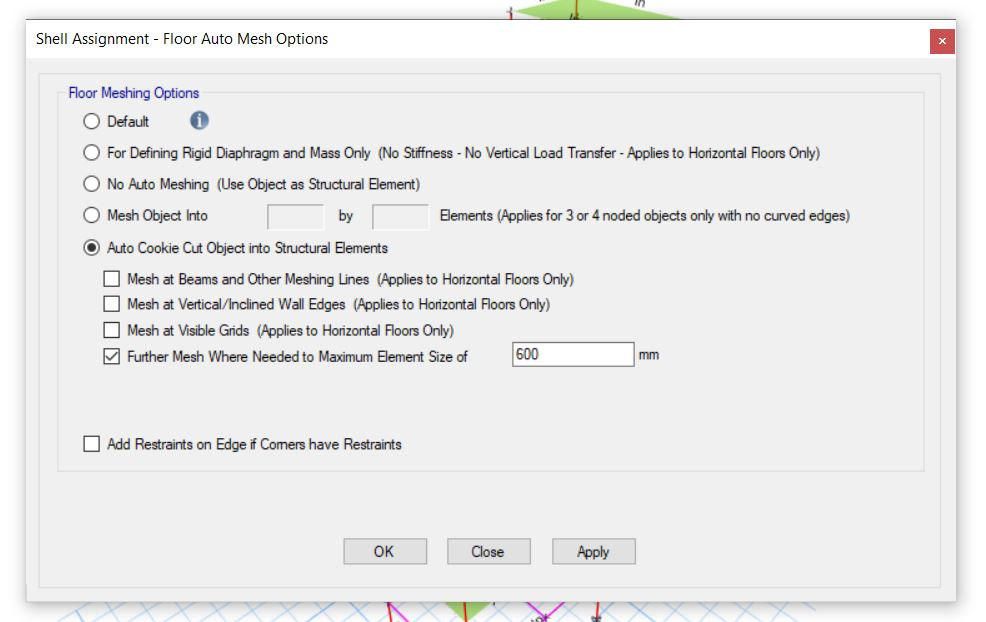 Shell Assignment - Floor Auto Mesh Options
Floor Meshing Options
Default
For Defining Rigid Diaphragm and Mass Only (No Stiffness - No Vertical Load Transfer - Applies to Horizontal Floors Only)
No Auto Meshing (Use Object as Structural Element)
Mesh Object Into by Elements (Applies for 3 or 4 noded objects only with no curved edges)
Auto Cookie Cut Object into Structural Elements
Mesh at Beams and Other Meshing Lines (Applies to Horizontal Floors Only)
Mesh at Vertical/Inclined Wall Edges (Applies to Horizontal Floors Only)
Mesh at Visible Grids (Applies to Horizontal Floors Only)
Further Mesh Where Needed to Maximum Element Size of 600 mm
Add Restraints on Edge if Corners have Restraints
OK Close Apply